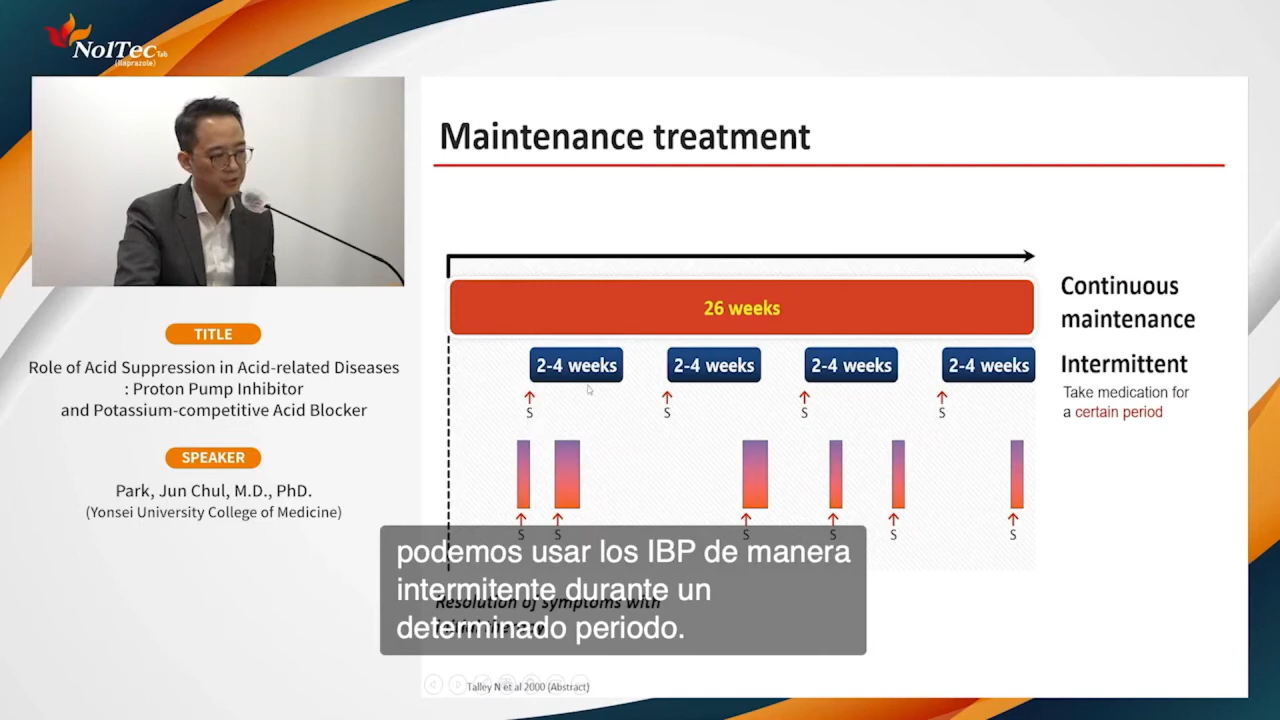 NolTec Tab
(Ilaprazole)
TITLE
Role of Acid Suppression in Acid-related Diseases
: Proton Pump Inhibitor
and Potassium-competitive Acid Blocker
SPEAKER
Park, Jun Chul, M.D., PhD.
(Yonsei University College of Medicine)
Maintenance treatment
26 weeks
Continuous
maintenance
2-4 weeks 2-4 weeks 2-4 weeks 2-4 weeks
Intermittent
Take medication for
a certain period
S S S S
S S S S S S
podemos usar los IBP de manera
intermitente durante un
determinado periodo.
Resolution of symptoms with
Talley N et al 2000 (Abstract)